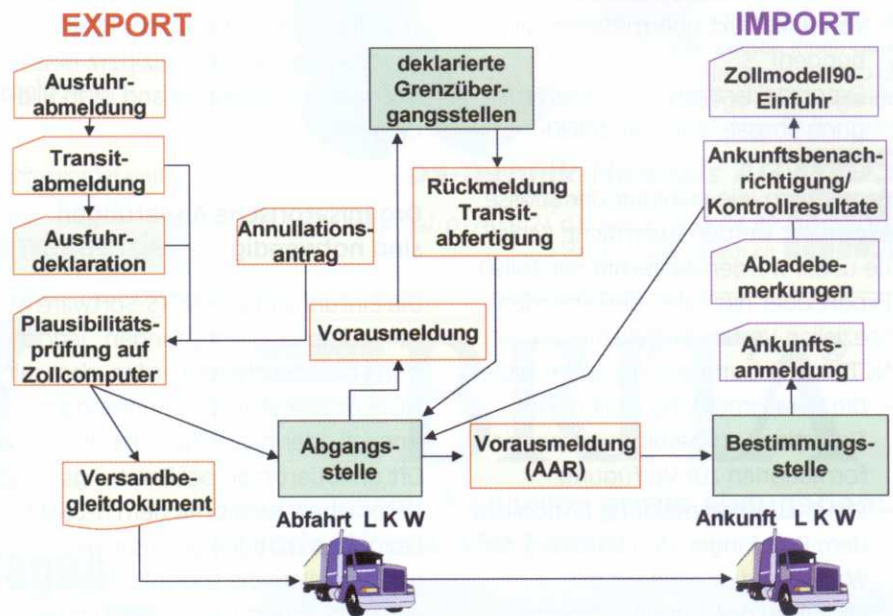 EXPORT
IMPORT
Ausfuhr-
abmeldung
Transit-
abmeldung
Ausfuhr-
deklaration
Plausibilitäts-
prüfung auf
Zollcomputer
Versandbe-
gleitdokument
Annullations-
antrag
Vorausmeldung
deklarierte
Grenzüber-
gangsstellen
Rückmeldung
Transit-
abfertigung
Abgangs-
stelle
Abfahrt L K W
Vorausmeldung
(AAR)
Zollmodell90-
Einfuhr
Ankunftsbenach-
richtigung/
Kontrollresultate
Abladebe-
merkungen
Ankunfts-
anmeldung
Bestimmungs-
stelle
Ankunft L K W